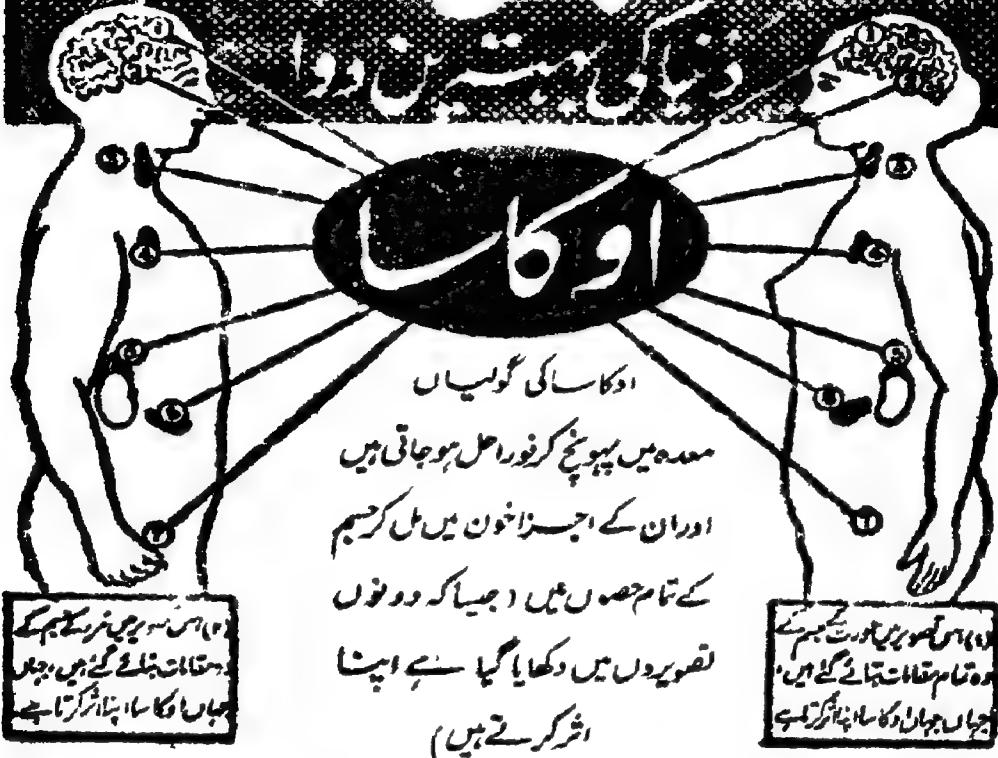 دُنیا کی بہترین دوا
اوکاسا
اوکاسا کی گولیاں
معدہ میں پہونچ کر فوراً حل ہو جاتی ہیں
اور ان کے اجزا خون میں مل کر جسم
کے تمام حصوں میں (جیسا کہ دونوں
تصویروں میں دکھایا گیا ہے اپنا
اثر کرتے ہیں)
(۱) اس تصویر میں عورت کے جسم کے
وہ تمام مقامات بتائے گئے ہیں،
جہاں جہاں اوکاسا اپنا اثر کرتا ہے
(۲) اس تصویر میں مرد کے جسم کے
وہ مقامات بتائے گئے ہیں، جہاں
جہاں اوکاسا اپنا اثر کرتا ہے